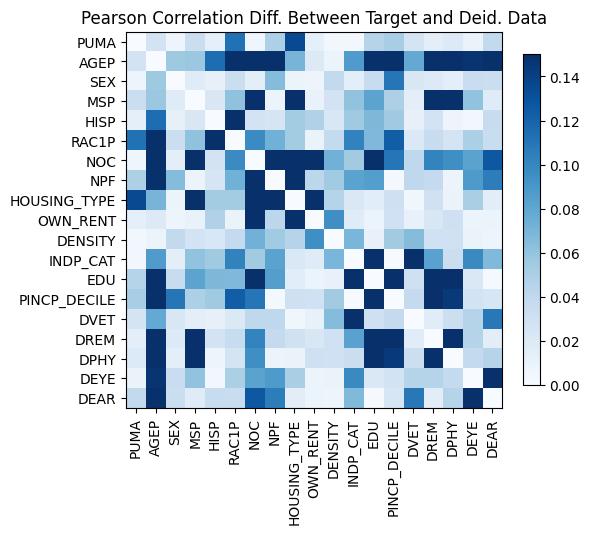 Pearson Correlation Diff. Between Target and Deid. Data
PUMA
AGEP
SEX
MSP
HISP
RAC1P
NOC
NPF
HOUSING_TYPE
OWN_RENT
DENSITY
INDP_CAT
EDU
PINCP_DECILE
DVET
DREM
DPHY
DEYE
DEAR
PUMA
AGEP
SEX
MSP
HISP
RAC1P
NOC
NPF
HOUSING_TYPE
OWN_RENT
DENSITY
INDP_CAT
EDU
PINCP_DECILE
DVET
DREM
DPHY
DEYE
DEAR
0.14
0.12
0.10
0.08
0.06
0.04
0.02
0.00